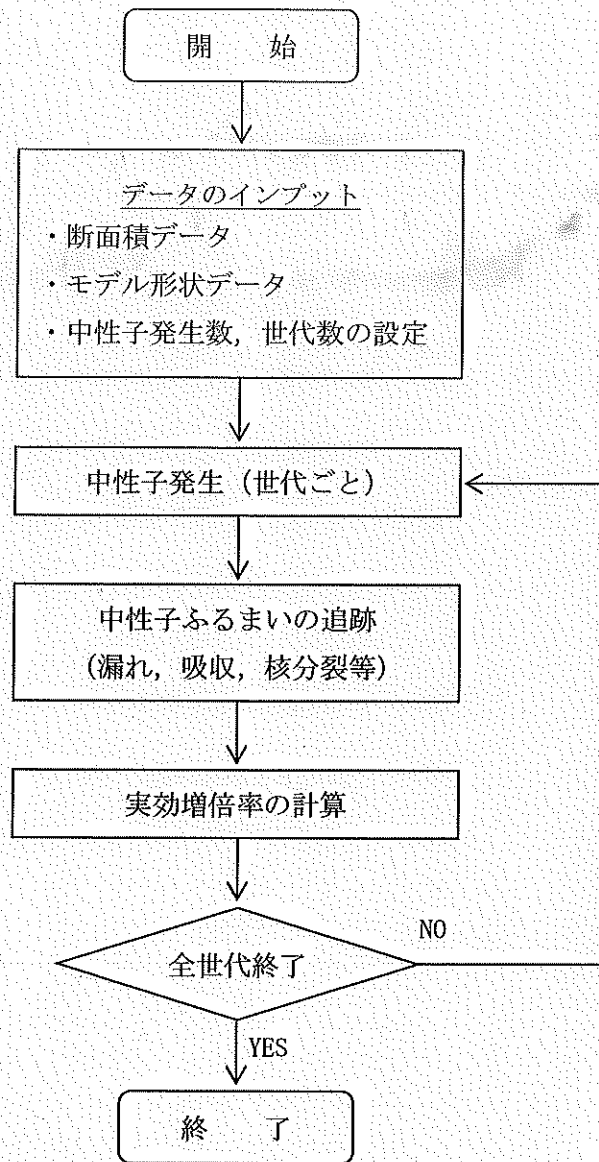 開　　始
データのインプット
・断面積データ
・モデル形状データ
・中性子発生数，世代数の設定
中性子発生（世代ごと）
中性子ふるまいの追跡
（漏れ，吸収，核分裂等）
実効増倍率の計算
全世代終了
NO
YES
終　　了